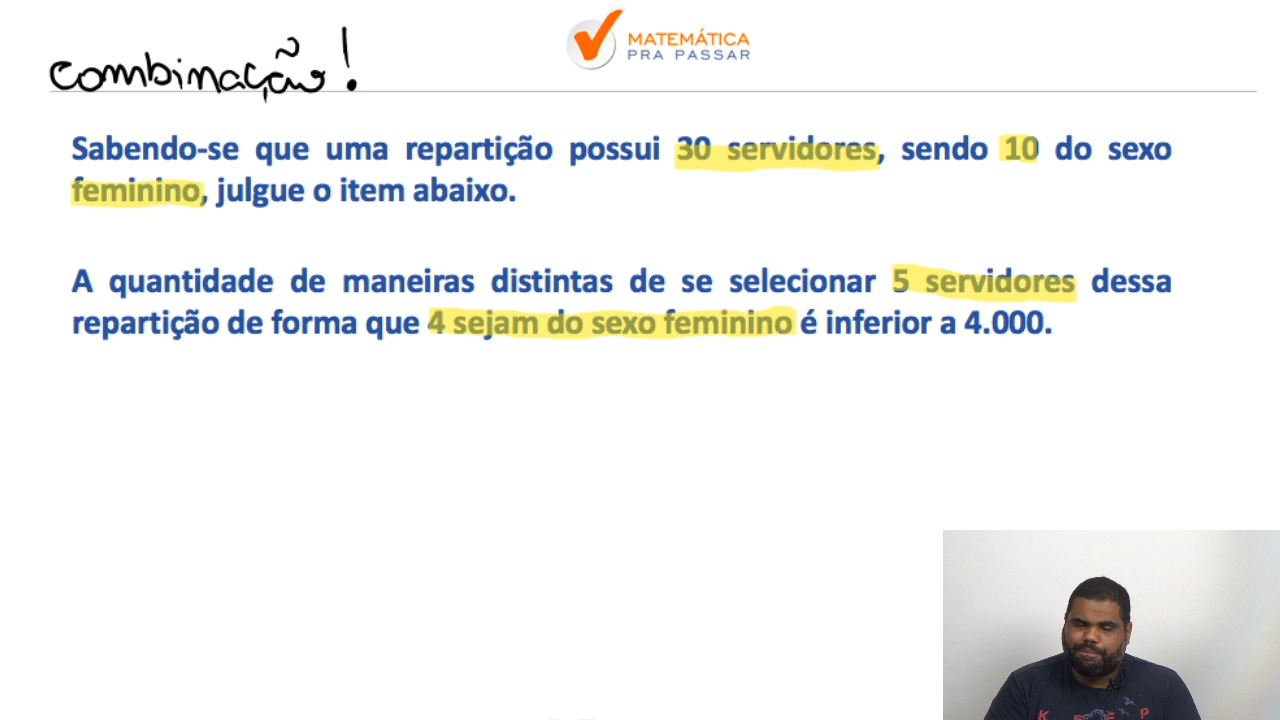 combinação!
MATEMÁTICA
PRA PASSAR
Sabendo-se que uma repartição possui 30 servidores, sendo 10 do sexo
feminino, julgue o item abaixo.
A quantidade de maneiras distintas de se selecionar 5 servidores dessa
repartição de forma que 4 sejam do sexo feminino é inferior a 4.000.